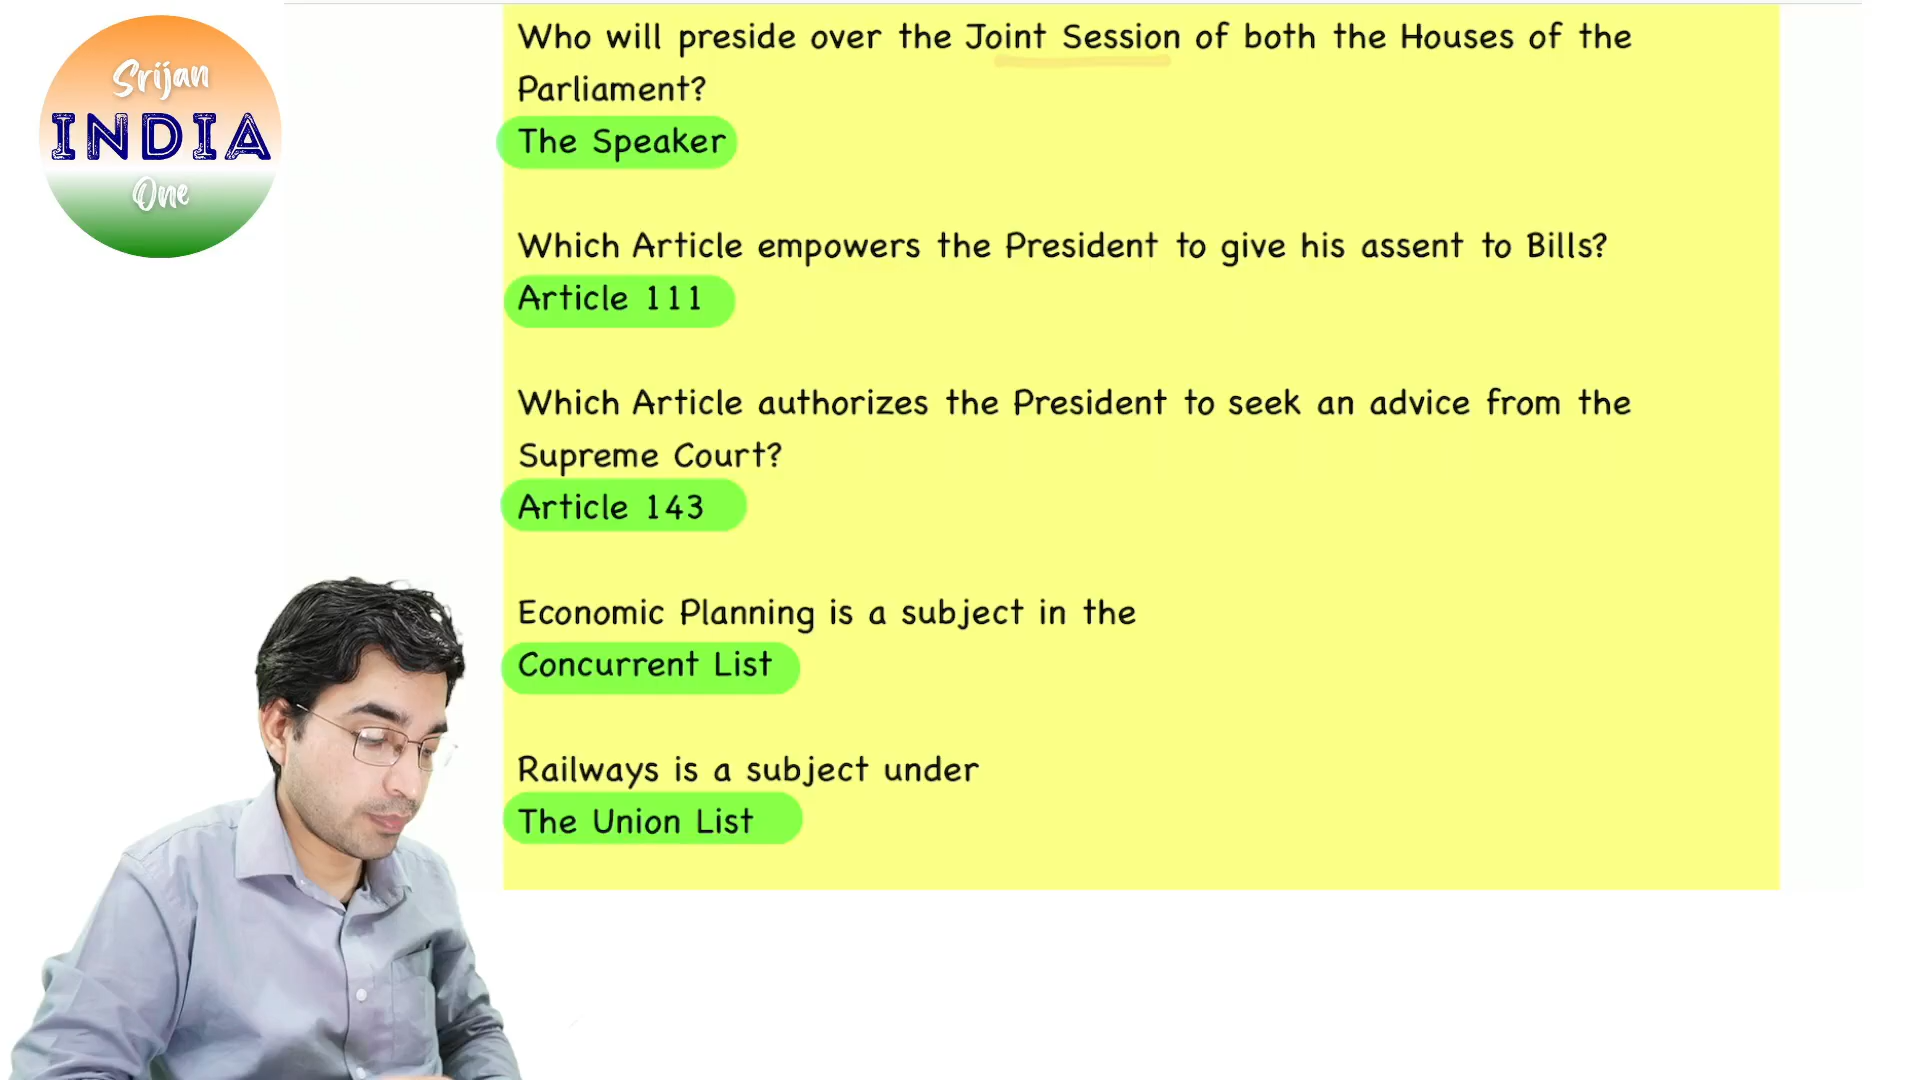 Srijan
INDIA
One
Who will preside over the Joint Session of both the Houses of the
Parliament?
The Speaker
Which Article empowers the President to give his assent to Bills?
Article 111
Which Article authorizes the President to seek an advice from the
Supreme Court?
Article 143
Economic Planning is a subject in the
Concurrent List
Railways is a subject under
The Union List